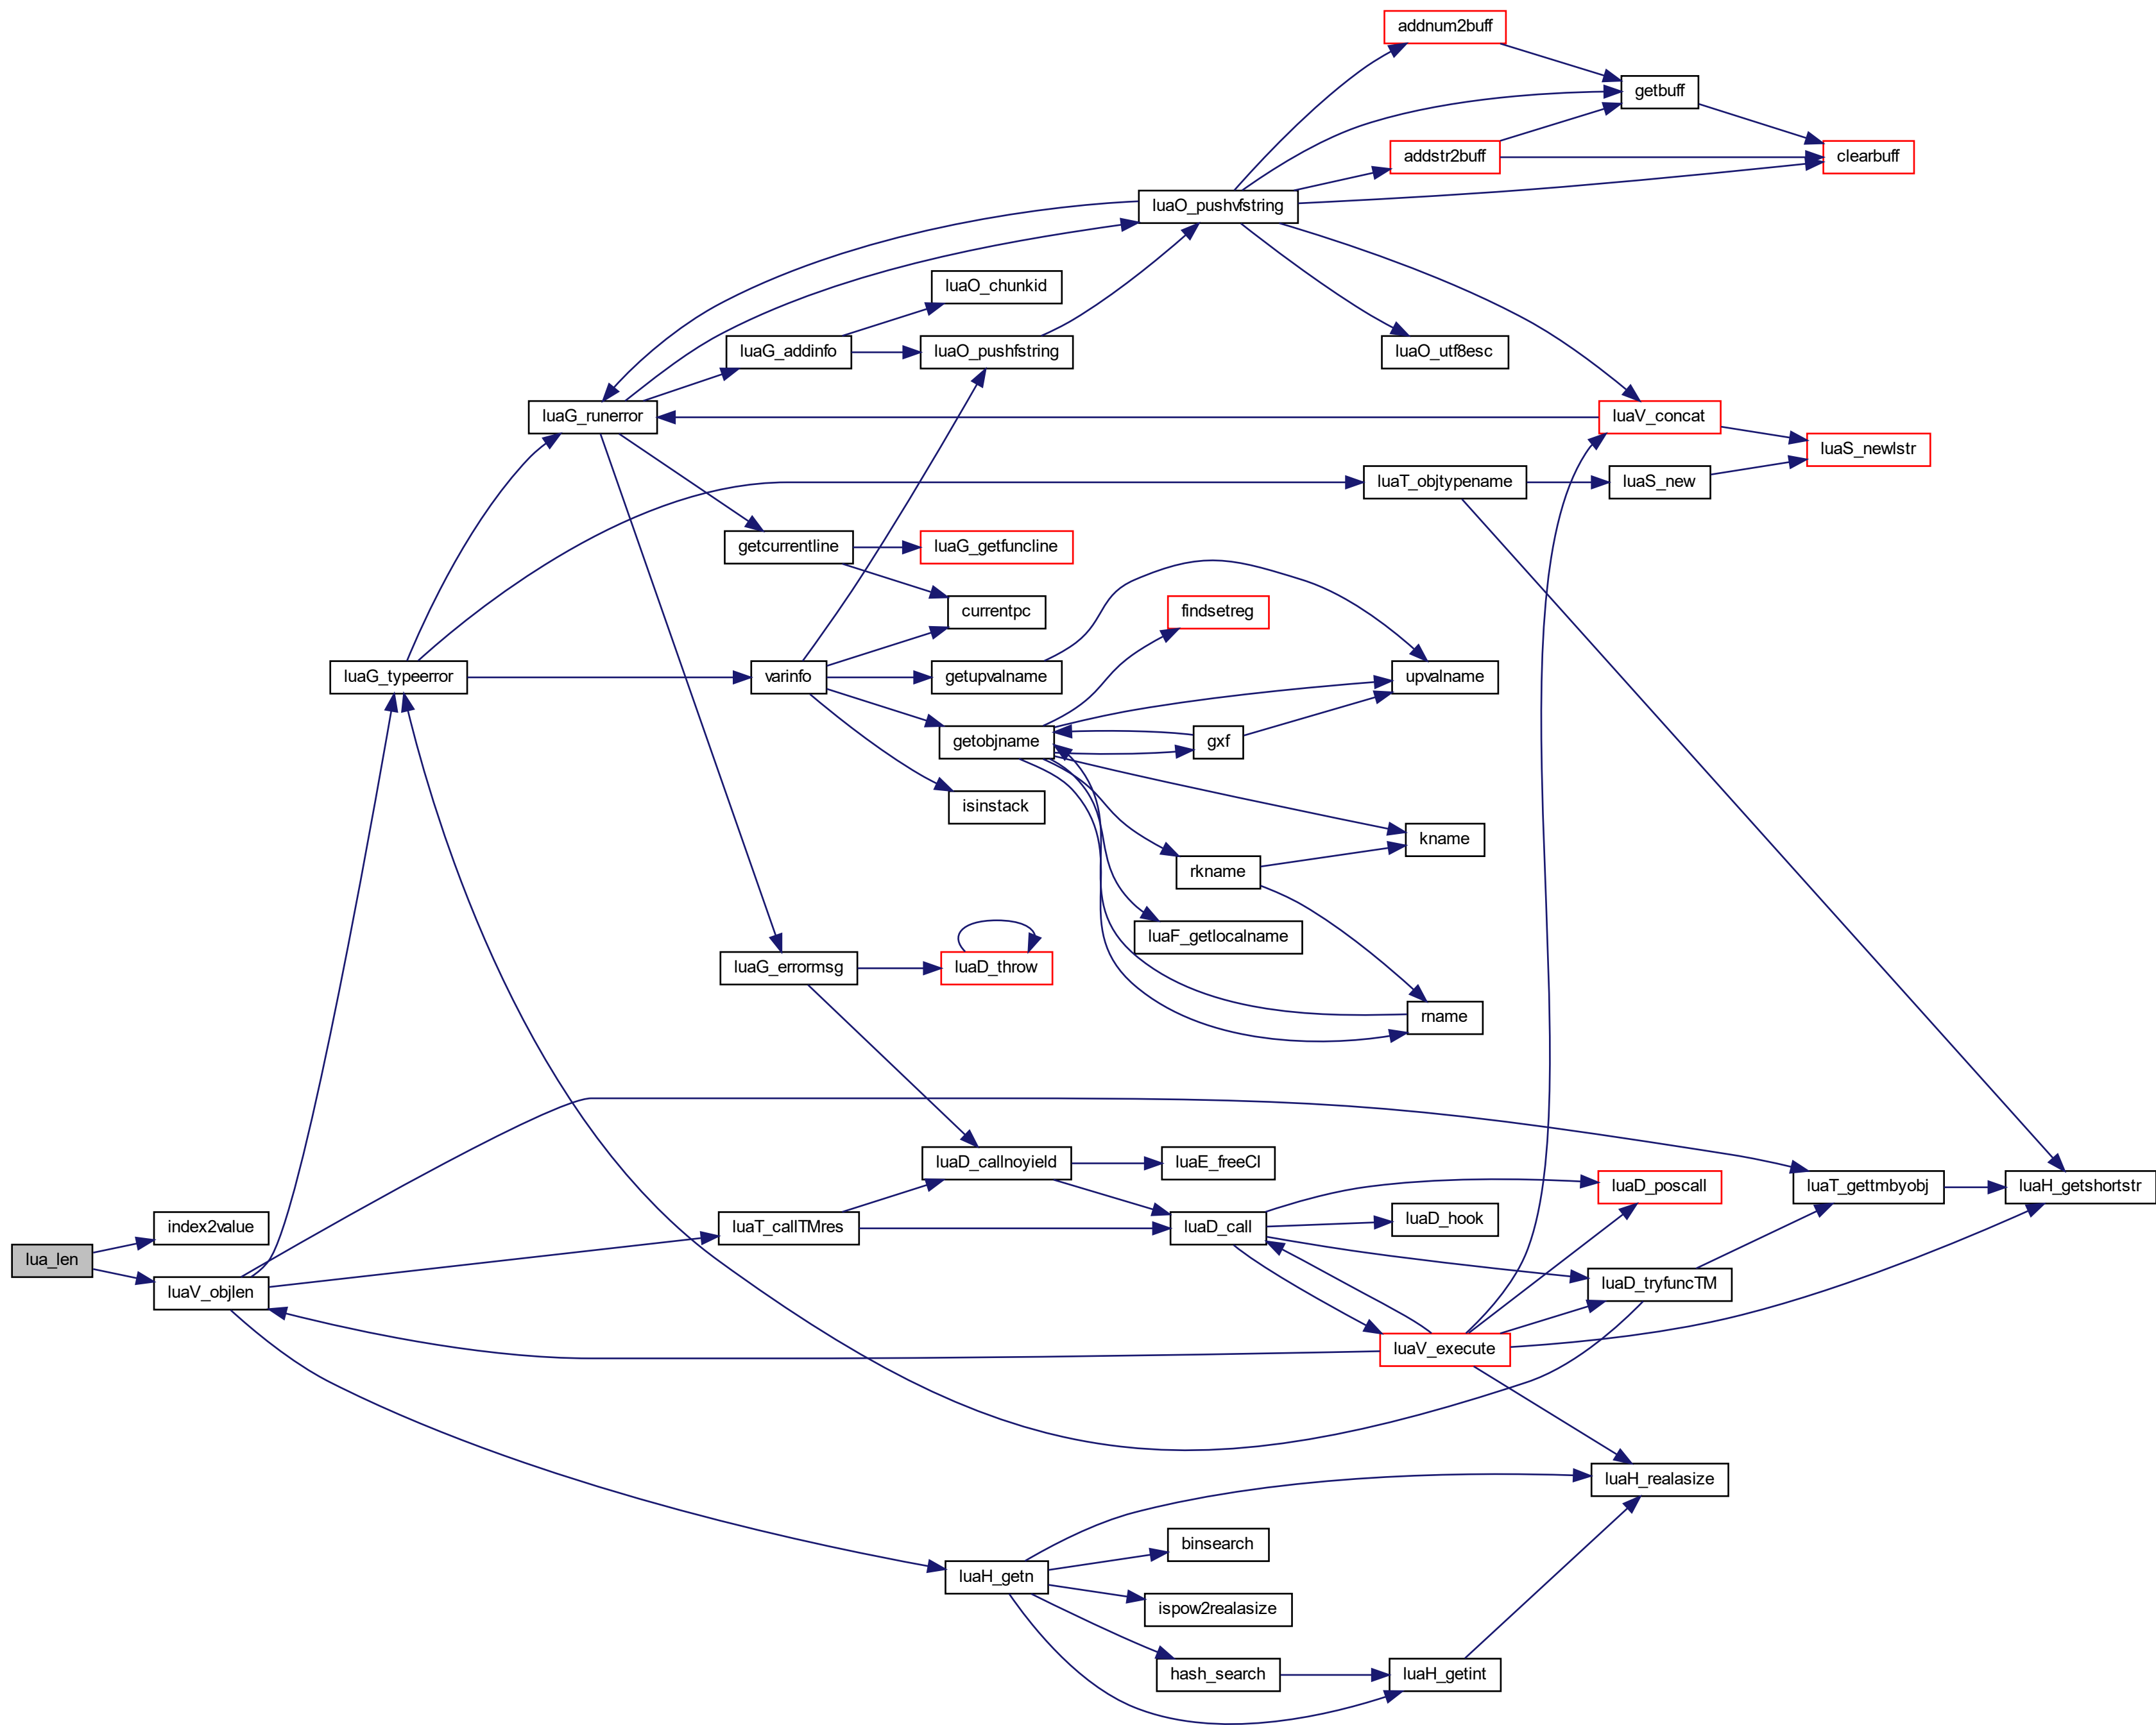 addnum2buff
getbuff
addstr2buff
clearbuff
luaO_pushvfstring
luaO_chunkid
luaG_addinfo
luaO_pushfstring
luaO_utf8esc
luaG_runerror
luaV_concat
luaS_newlstr
luaT_objtypename
luaS_new
getcurrentline
luaG_getfuncline
currentpc
findsetreg
luaG_typeerror
varinfo
getupvalname
upvalname
getobjname
gxf
isinstack
kname
rkname
luaF_getlocalname
luaG_errormsg
luaD_throw
rname
luaD_callnoyield
luaE_freeCI
luaD_poscall
luaT_gettmbyobj
luaH_getshortstr
index2value
luaT_callTMres
luaD_call
luaD_hook
lua_len
luaV_objlen
luaD_tryfuncTM
luaV_execute
luaH_realasize
binsearch
luaH_getn
ispow2realasize
hash_search
luaH_getint